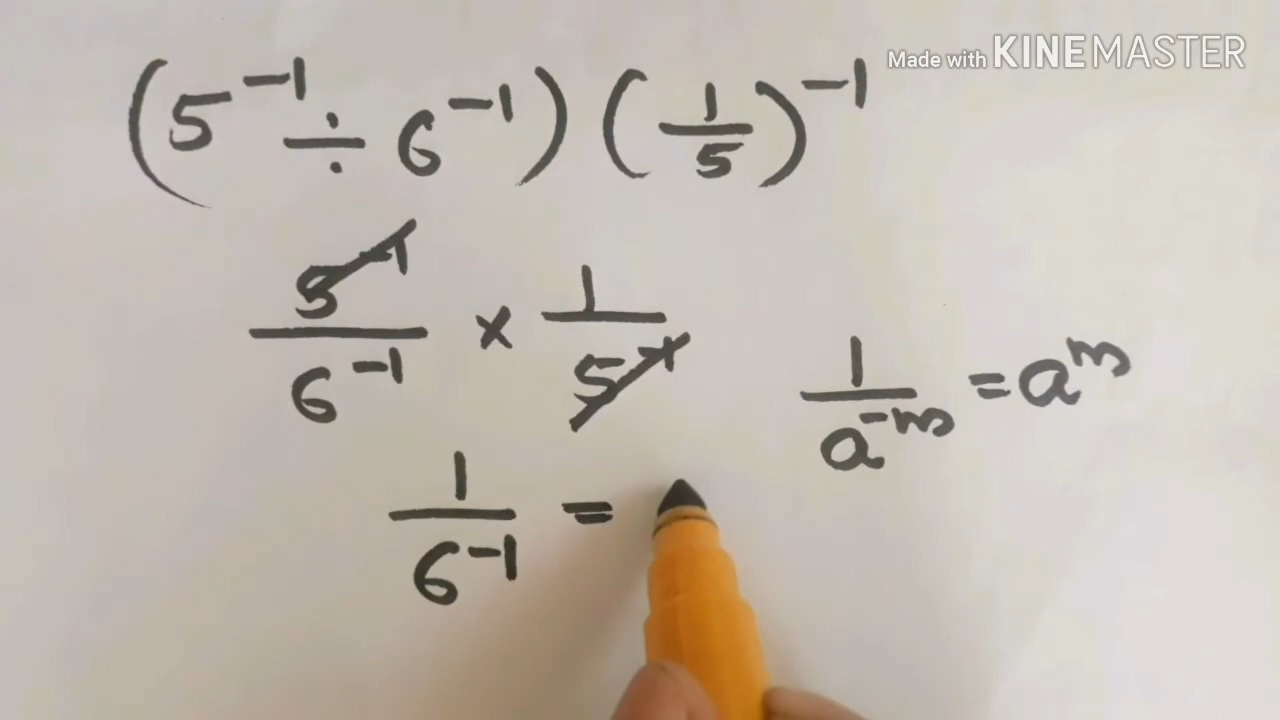 Made with KINEMASTER
(5⁻¹ ÷ 6⁻¹) (1/5)⁻¹
5⁻¹/6⁻¹ × 1/5⁻¹
1/a⁻ᵐ = aᵐ
1/6⁻¹ =